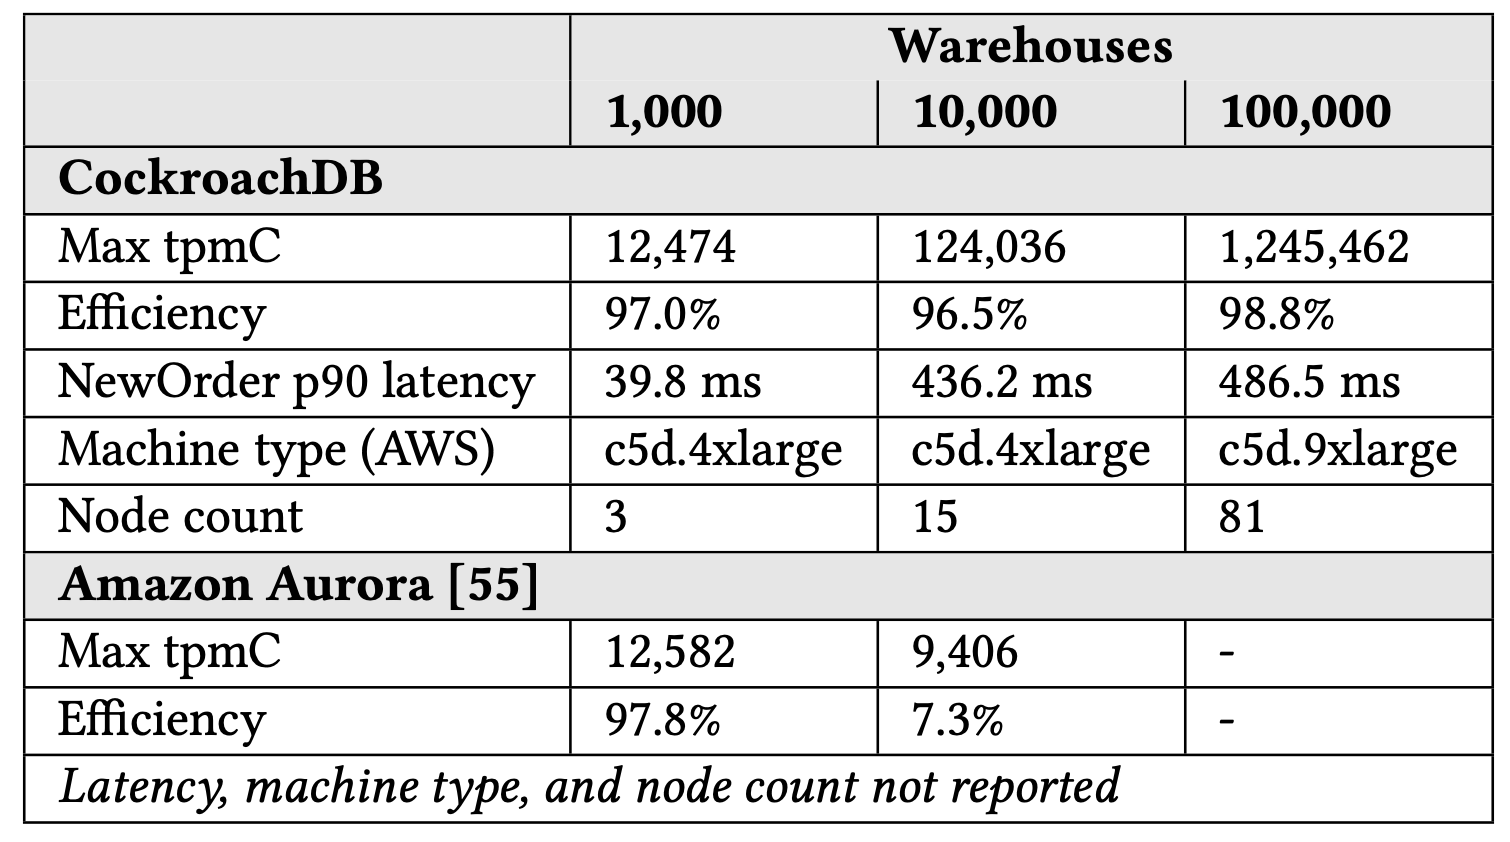 Warehouses
1,000 10,000 100,000
CockroachDB
Max tpmC 12,474 124,036 1,245,462
Efficiency 97.0% 96.5% 98.8%
NewOrder p90 latency 39.8 ms 436.2 ms 486.5 ms
Machine type (AWS) c5d.4xlarge c5d.4xlarge c5d.9xlarge
Node count 3 15 81
Amazon Aurora [55]
Max tpmC 12,582 9,406 -
Efficiency 97.8% 7.3% -
Latency, machine type, and node count not reported